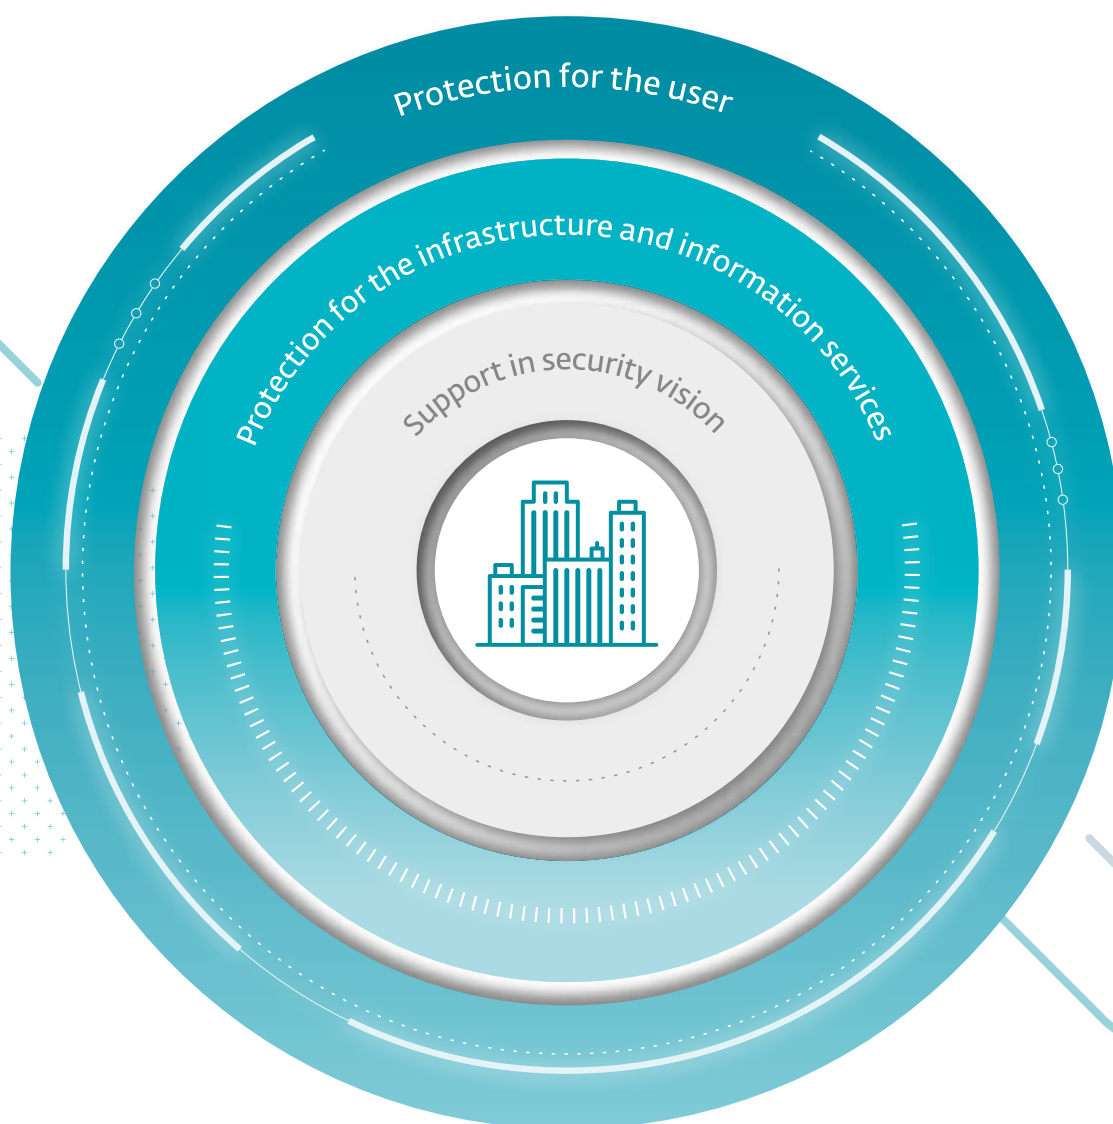 Protection for the user
Protection for the infrastructure and information services
Support in security vision